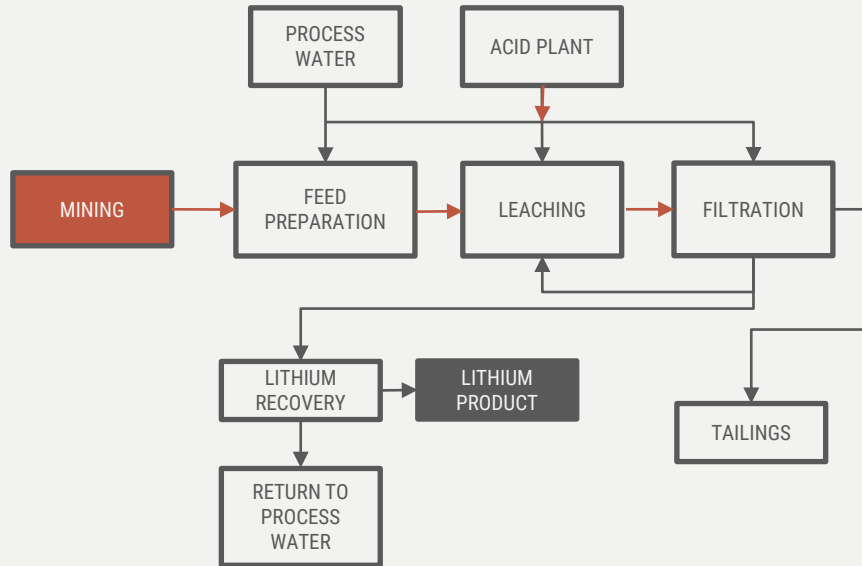 PROCESS
WATER
ACID PLANT
MINING
FEED
PREPARATION
LEACHING
FILTRATION
LITHIUM
RECOVERY
LITHIUM
PRODUCT
TAILINGS
RETURN TO
PROCESS
WATER